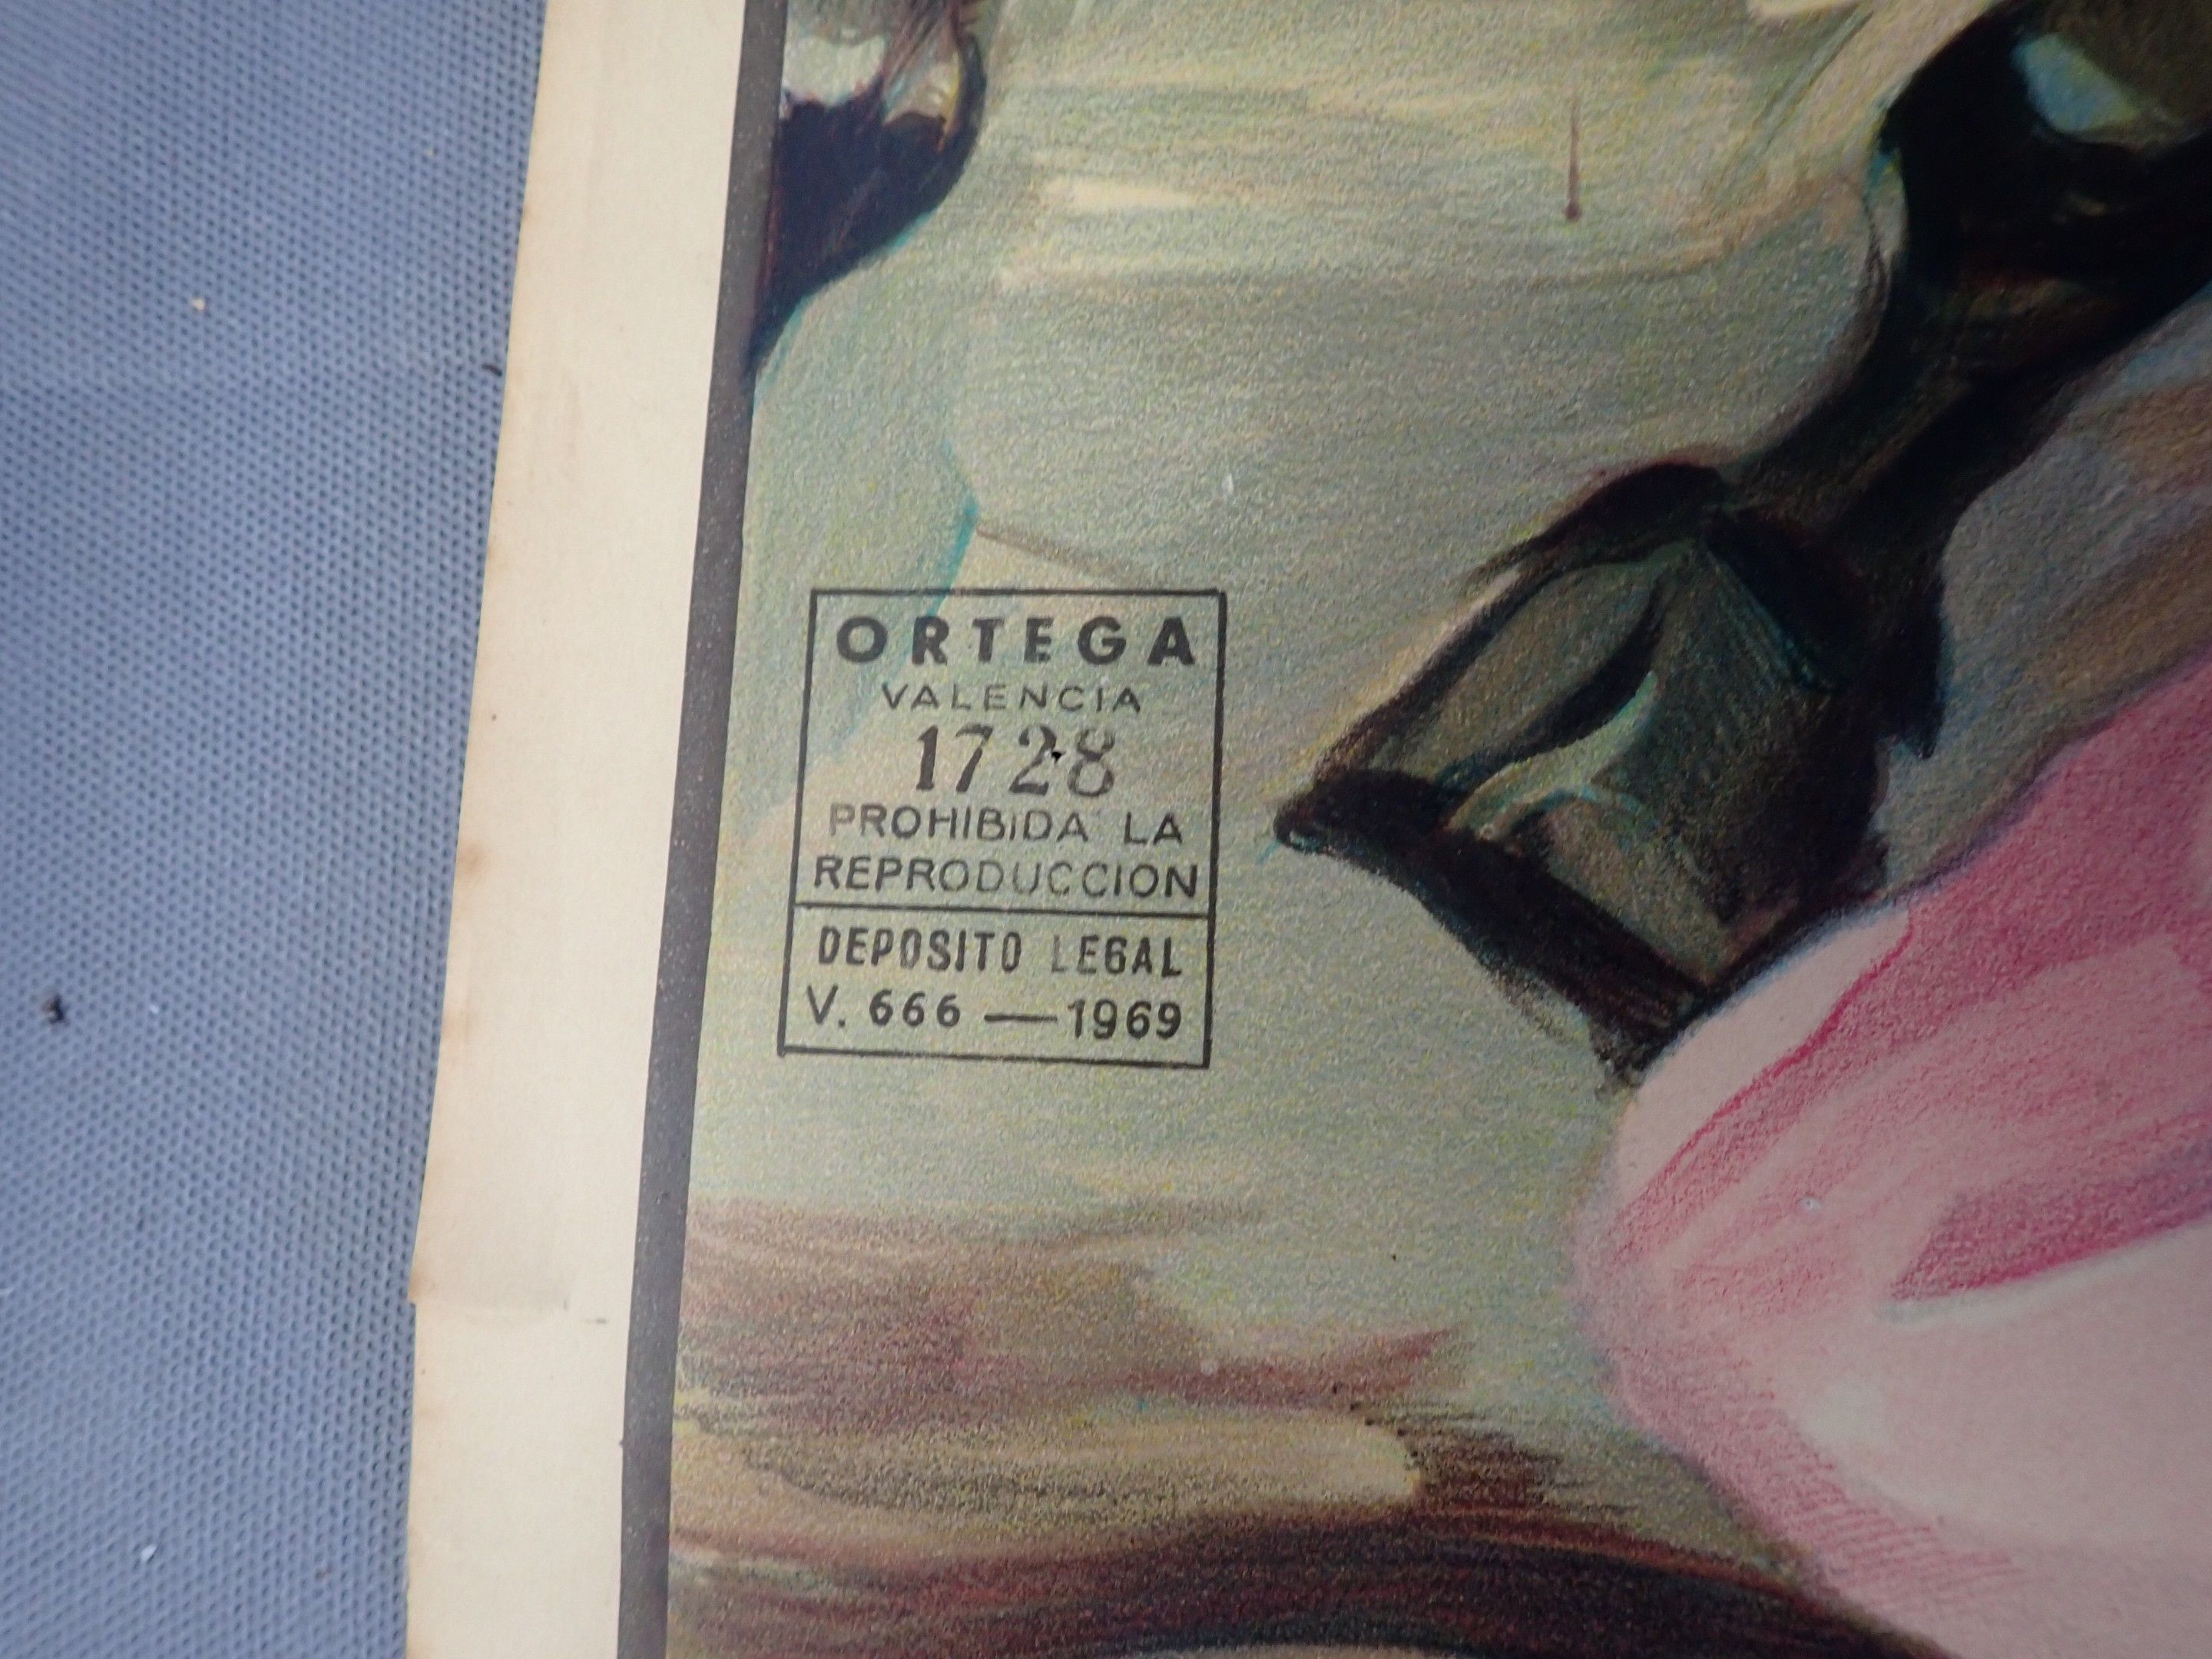 ORTEGA
VALENCIA
1728
PROHIBIDA LA
REPRODUCCION
DEPOSITO LEGAL
V. 666 — 1969